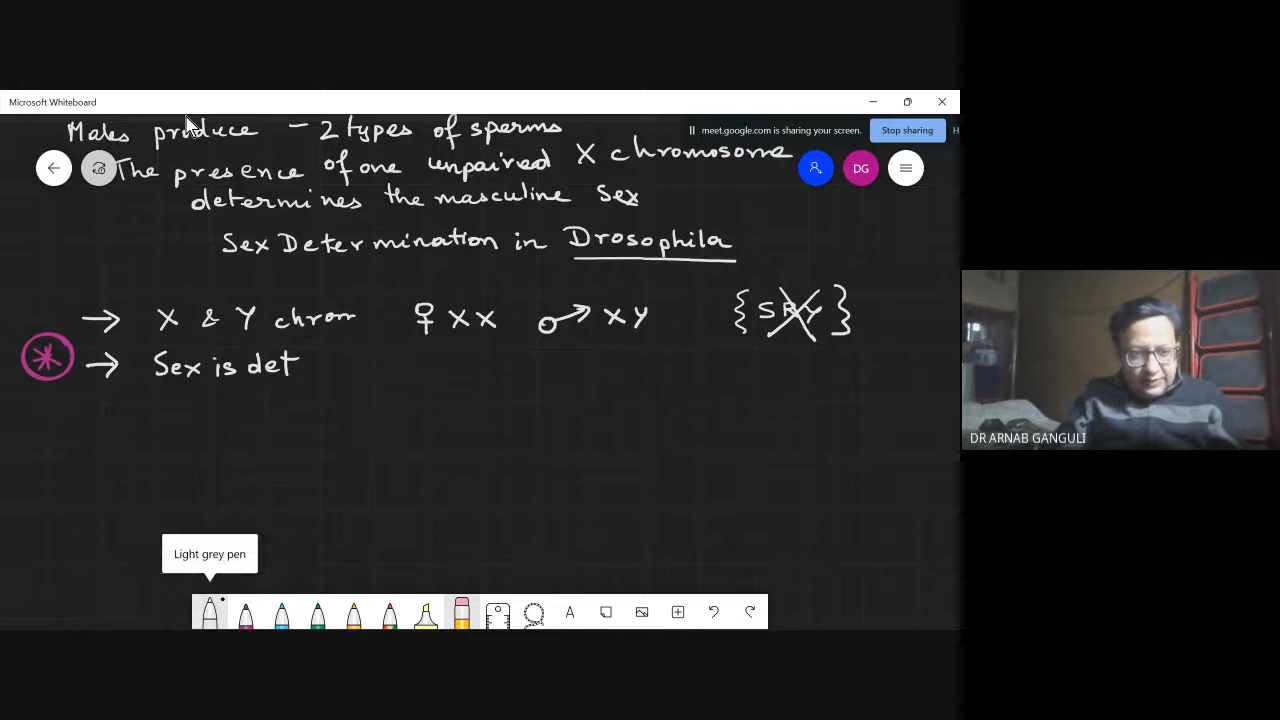 Microsoft Whiteboard
Males produce - 2 types of sperms
meet.google.com is sharing your screen.
Stop sharing
H
The presence of one unpaired X chromosome
DG
determines the masculine Sex
Sex Determination in Drosophila
→ X & Y chrom ♀ XX ♂ XY {SRY}
→ Sex is det
DR ARNAB GANGULI
Light grey pen
A